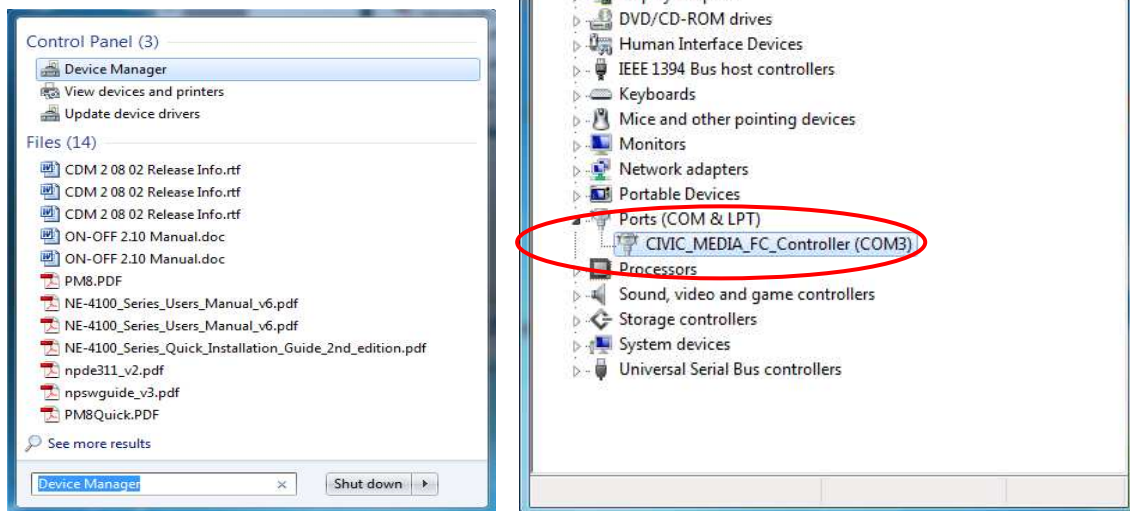 Control Panel (3)
Device Manager
View devices and printers
Update device drivers
Files (14)
CDM 2 08 02 Release Info.rtf
CDM 2 08 02 Release Info.rtf
CDM 2 08 02 Release Info.rtf
ON-OFF 2.10 Manual.doc
ON-OFF 2.10 Manual.doc
PM8.PDF
NE-4100_Series_Users_Manual_v6.pdf
NE-4100_Series_Users_Manual_v6.pdf
NE-4100_Series_Quick_Installation_Guide_2nd_edition.pdf
npde311_v2.pdf
npswguide_v3.pdf
PM8Quick.PDF
See more results
Device Manager
Shut down
DVD/CD-ROM drives
Human Interface Devices
IEEE 1394 Bus host controllers
Keyboards
Mice and other pointing devices
Monitors
Network adapters
Portable Devices
Ports (COM & LPT)
CIVIC_MEDIA_FC_Controller (COM3)
Processors
Sound, video and game controllers
Storage controllers
System devices
Universal Serial Bus controllers